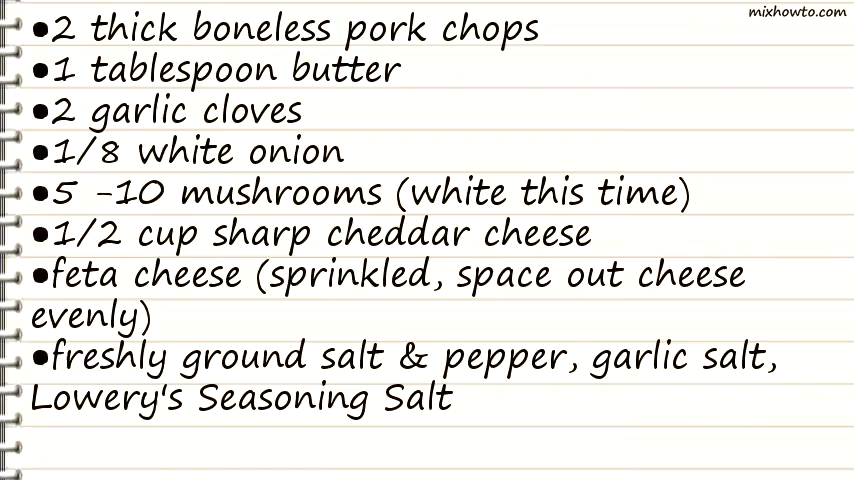 mixhowto.com
•2 thick boneless pork chops
•1 tablespoon butter
•2 garlic cloves
•1/8 white onion
•5 -10 mushrooms (white this time)
•1/2 cup sharp cheddar cheese
•feta cheese (sprinkled, space out cheese
evenly)
•freshly ground salt & pepper, garlic salt,
Lowery's Seasoning Salt